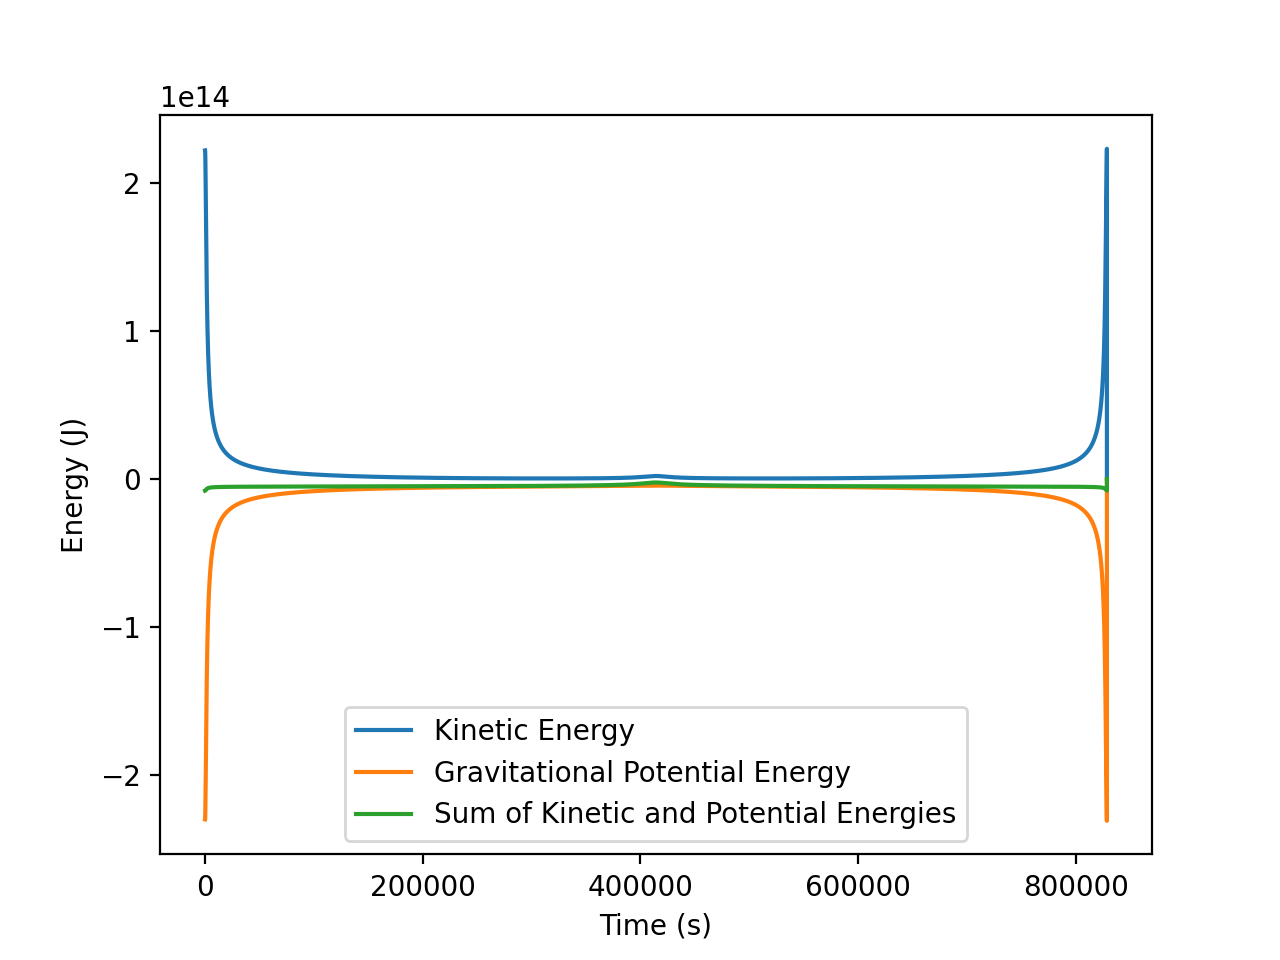 1e14
2
1
0
−1
−2
Energy (J)
Kinetic Energy
Gravitational Potential Energy
Sum of Kinetic and Potential Energies
0 200000 400000 600000 800000
Time (s)